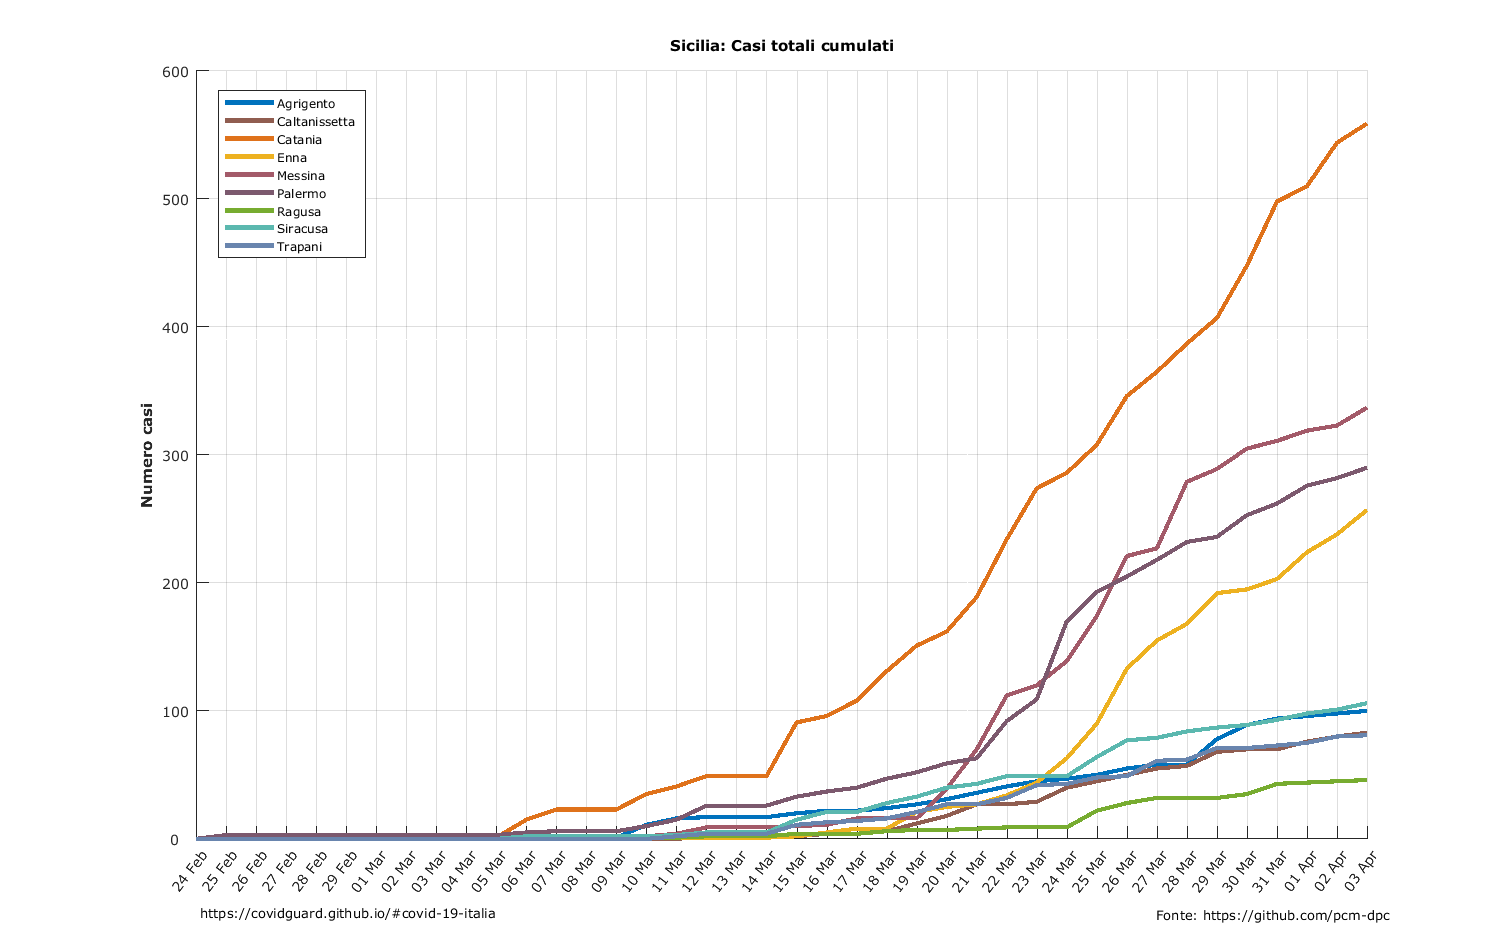 Sicilia: Casi totali cumulati
600
500
400
300
200
100
0
Numero casi
Agrigento
Caltanissetta
Catania
Enna
Messina
Palermo
Ragusa
Siracusa
Trapani
24 Feb
25 Feb
26 Feb
27 Feb
28 Feb
29 Feb
01 Mar
02 Mar
03 Mar
04 Mar
05 Mar
06 Mar
07 Mar
08 Mar
09 Mar
10 Mar
11 Mar
12 Mar
13 Mar
14 Mar
15 Mar
16 Mar
17 Mar
18 Mar
19 Mar
20 Mar
21 Mar
22 Mar
23 Mar
24 Mar
25 Mar
26 Mar
27 Mar
28 Mar
29 Mar
30 Mar
31 Mar
01 Apr
02 Apr
03 Apr
https://covidguard.github.io/#covid-19-italia
Fonte: https://github.com/pcm-dpc